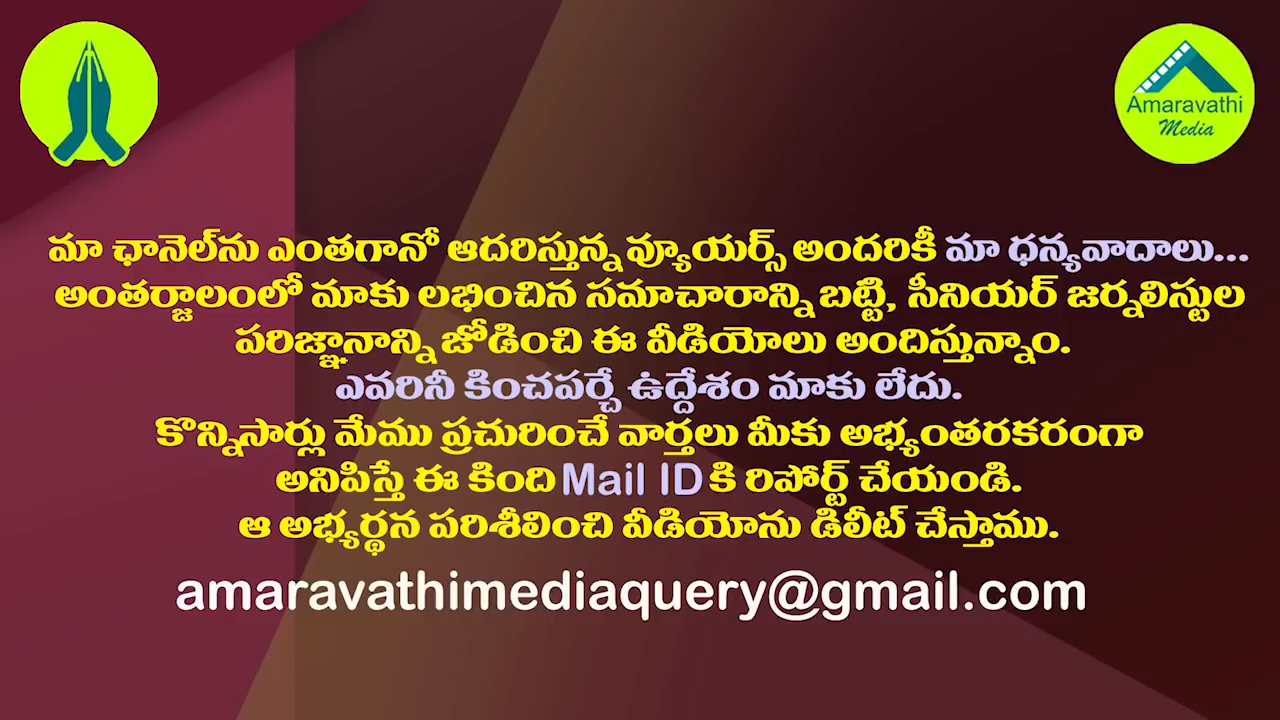 Amaravathi
Media
మా ఛానెల్‌ను ఎంతగానో ఆదరిస్తున్న వ్యూయర్స్ అందరికీ మా ధన్యవాదాలు...
అంతర్జాలంలో మాకు లభించిన సమాచారాన్ని బట్టి, సీనియర్ జర్నలిస్టుల
పరిజ్ఞానాన్ని జోడించి ఈ వీడియోలు అందిస్తున్నాం.
ఎవరినీ కించపర్చే ఉద్దేశం మాకు లేదు.
కొన్నిసార్లు మేము ప్రచురించే వార్తలు మీకు అభ్యంతరకరంగా
అనిపిస్తే ఈ కింది Mail ID కి రిపోర్ట్ చేయండి.
ఆ అభ్యర్థన పరిశీలించి వీడియోను డిలీట్ చేస్తాము.
amaravathimediaquery@gmail.com